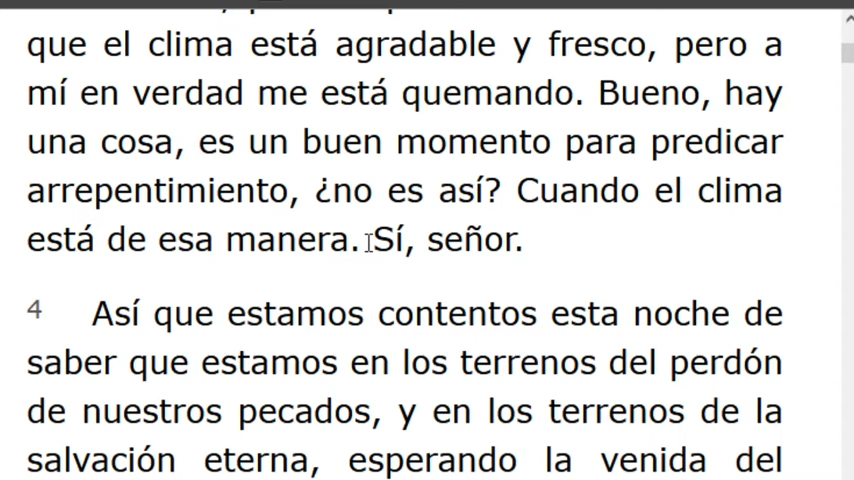 que el clima está agradable y fresco, pero a
mí en verdad me está quemando. Bueno, hay
una cosa, es un buen momento para predicar
arrepentimiento, ¿no es así? Cuando el clima
está de esa manera. Sí, señor.
4 Así que estamos contentos esta noche de
saber que estamos en los terrenos del perdón
de nuestros pecados, y en los terrenos de la
salvación eterna, esperando la venida del